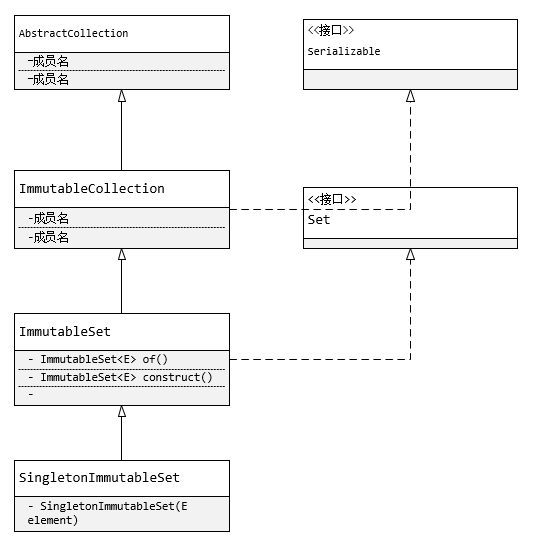 AbstractCollection
-成员名
-成员名
<<接口>>
Serializable
ImmutableCollection
-成员名
-成员名
<<接口>>
Set
ImmutableSet
- ImmutableSet<E> of()
- ImmutableSet<E> construct()
-
SingletonImmutableSet
- SingletonImmutableSet(E
element)